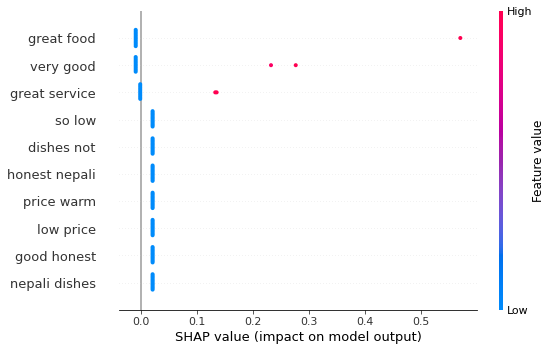 High
great food
very good
great service
so low
dishes not
honest nepali
price warm
low price
good honest
nepali dishes
Feature value
Low
0.0 0.1 0.2 0.3 0.4 0.5
SHAP value (impact on model output)